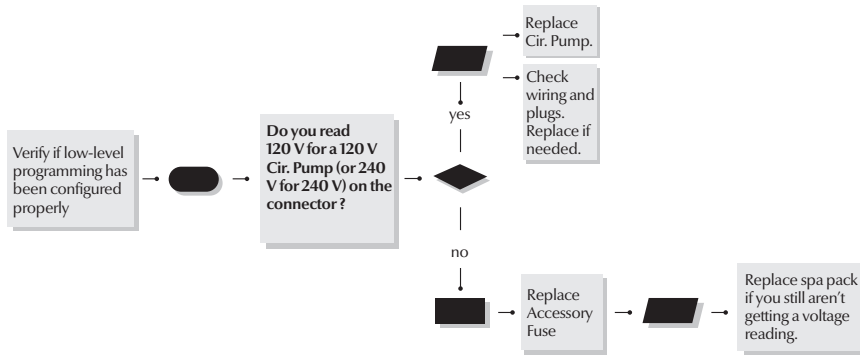 Verify if low-level
programming has
been configured
properly
Do you read
120 V for a 120 V
Cir. Pump (or 240
V for 240 V) on the
connector ?
yes
Replace
Cir. Pump.
Check
wiring and
plugs.
Replace if
needed.
no
Replace
Accessory
Fuse
Replace spa pack
if you still aren't
getting a voltage
reading.